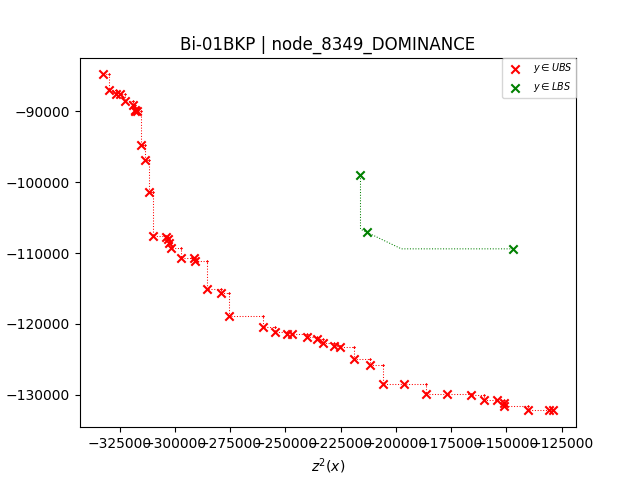 Bi-01BKP | node_8349_DOMINANCE
y ∈ UBS
y ∈ LBS
−90000
−100000
−110000
−120000
−130000
−325000 −300000 −275000 −250000 −225000 −200000 −175000 −150000 −125000
z²(x)